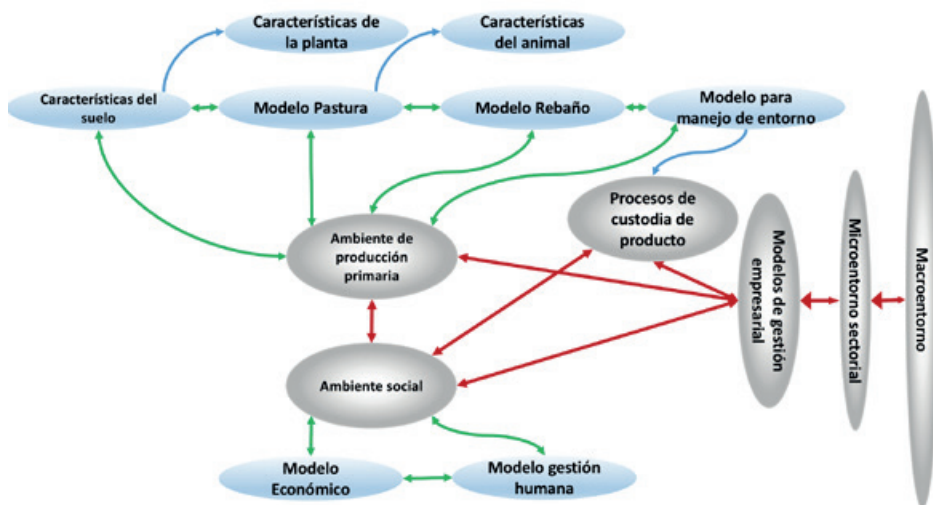 Características de
la planta
Características
del animal
Características del
suelo
Modelo Pastura
Modelo Rebaño
Modelo para
manejo de entorno
Procesos de
custodia de
producto
Ambiente de
producción
primaria
Modelos de gestión
empresarial
Microentorno sectorial
Macroentorno
Ambiente social
Modelo
Económico
Modelo gestión
humana